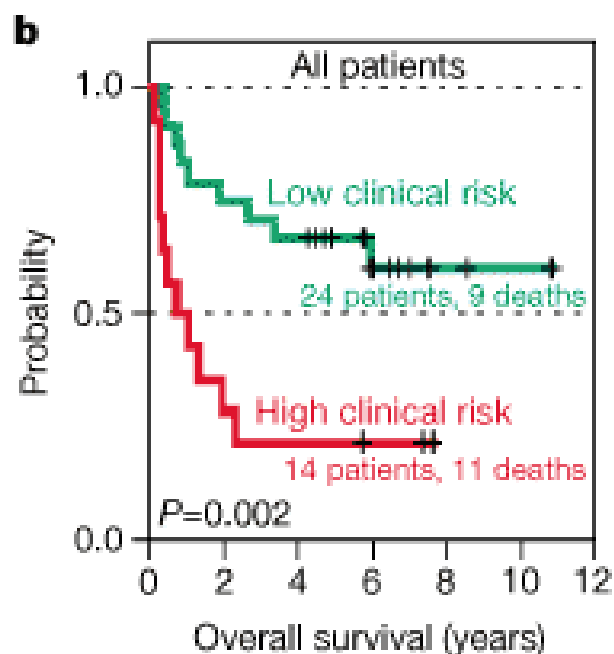 b
All patients
1.0
Low clinical risk
24 patients, 9 deaths
0.5
Probability
High clinical risk
14 patients, 11 deaths
P=0.002
0.0
0 2 4 6 8 10 12
Overall survival (years)